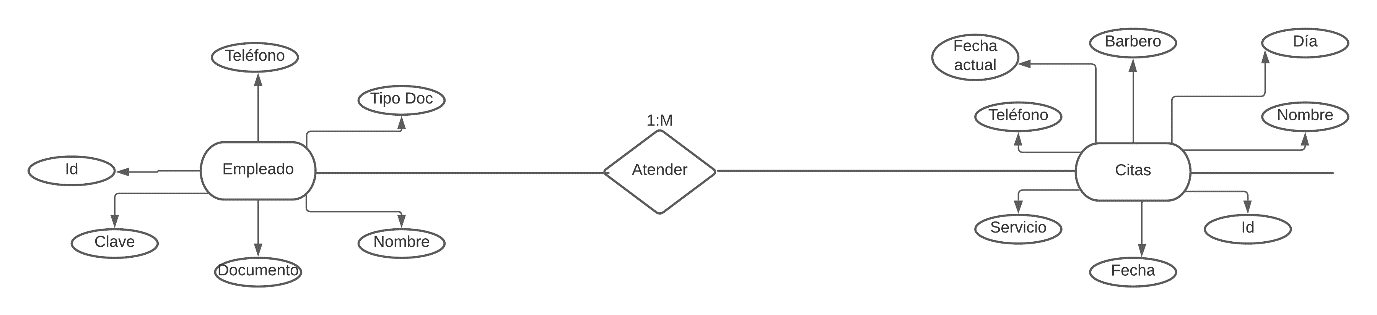 Teléfono
Tipo Doc
Id
Empleado
Clave
Documento
Nombre
1:M
Atender
Fecha
actual
Barbero
Día
Teléfono
Nombre
Citas
Servicio
Id
Fecha